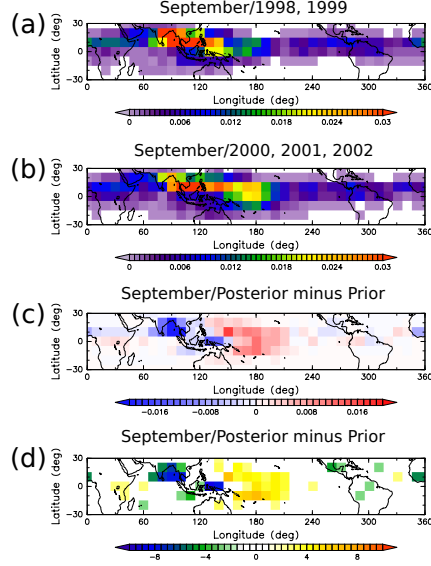 (a)
September/1998, 1999
Latitude (deg)
30
0
−30
0 60 120 180 240 300 360
Longitude (deg)
0 0.006 0.012 0.018 0.024 0.03
(b)
September/2000, 2001, 2002
Latitude (deg)
30
0
−30
0 60 120 180 240 300 360
Longitude (deg)
0 0.006 0.012 0.018 0.024 0.03
(c)
September/Posterior minus Prior
Latitude (deg)
30
0
−30
0 60 120 180 240 300 360
Longitude (deg)
−0.016 −0.008 0 0.008 0.016
(d)
September/Posterior minus Prior
Latitude (deg)
30
0
−30
0 60 120 180 240 300 360
Longitude (deg)
−8 −4 0 4 8